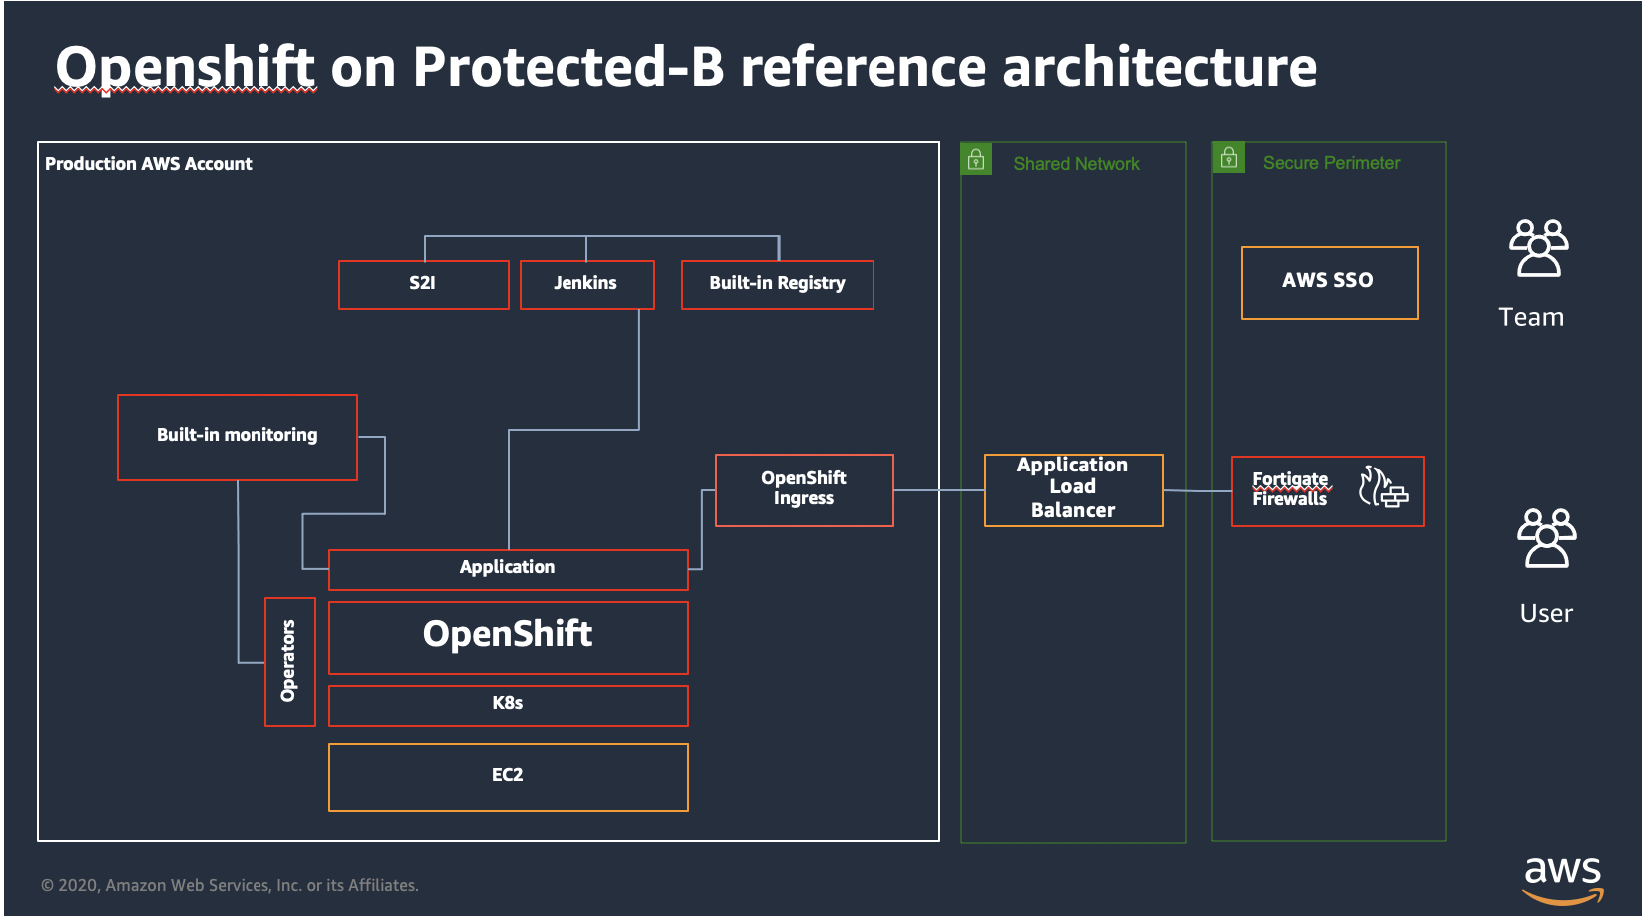 Openshift on Protected-B reference architecture
Production AWS Account
Shared Network
Secure Perimeter
S2I
Jenkins
Built-in Registry
AWS SSO
Team
Built-in monitoring
OpenShift
Ingress
Application
Load
Balancer
Fortigate
Firewalls
Application
User
Operators
OpenShift
K8s
EC2
© 2020, Amazon Web Services, Inc. or its Affiliates.
aws